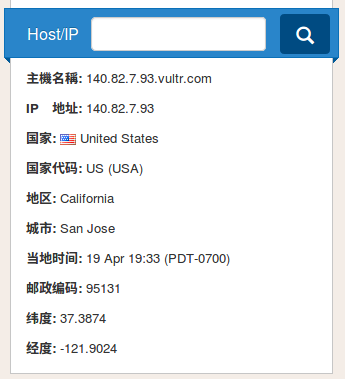 Host/IP
主機名稱: 140.82.7.93.vultr.com
IP 地址: 140.82.7.93
国家: United States
国家代码: US (USA)
地区: California
城市: San Jose
当地时间: 19 Apr 19:33 (PDT-0700)
邮政编码: 95131
纬度: 37.3874
经度: -121.9024